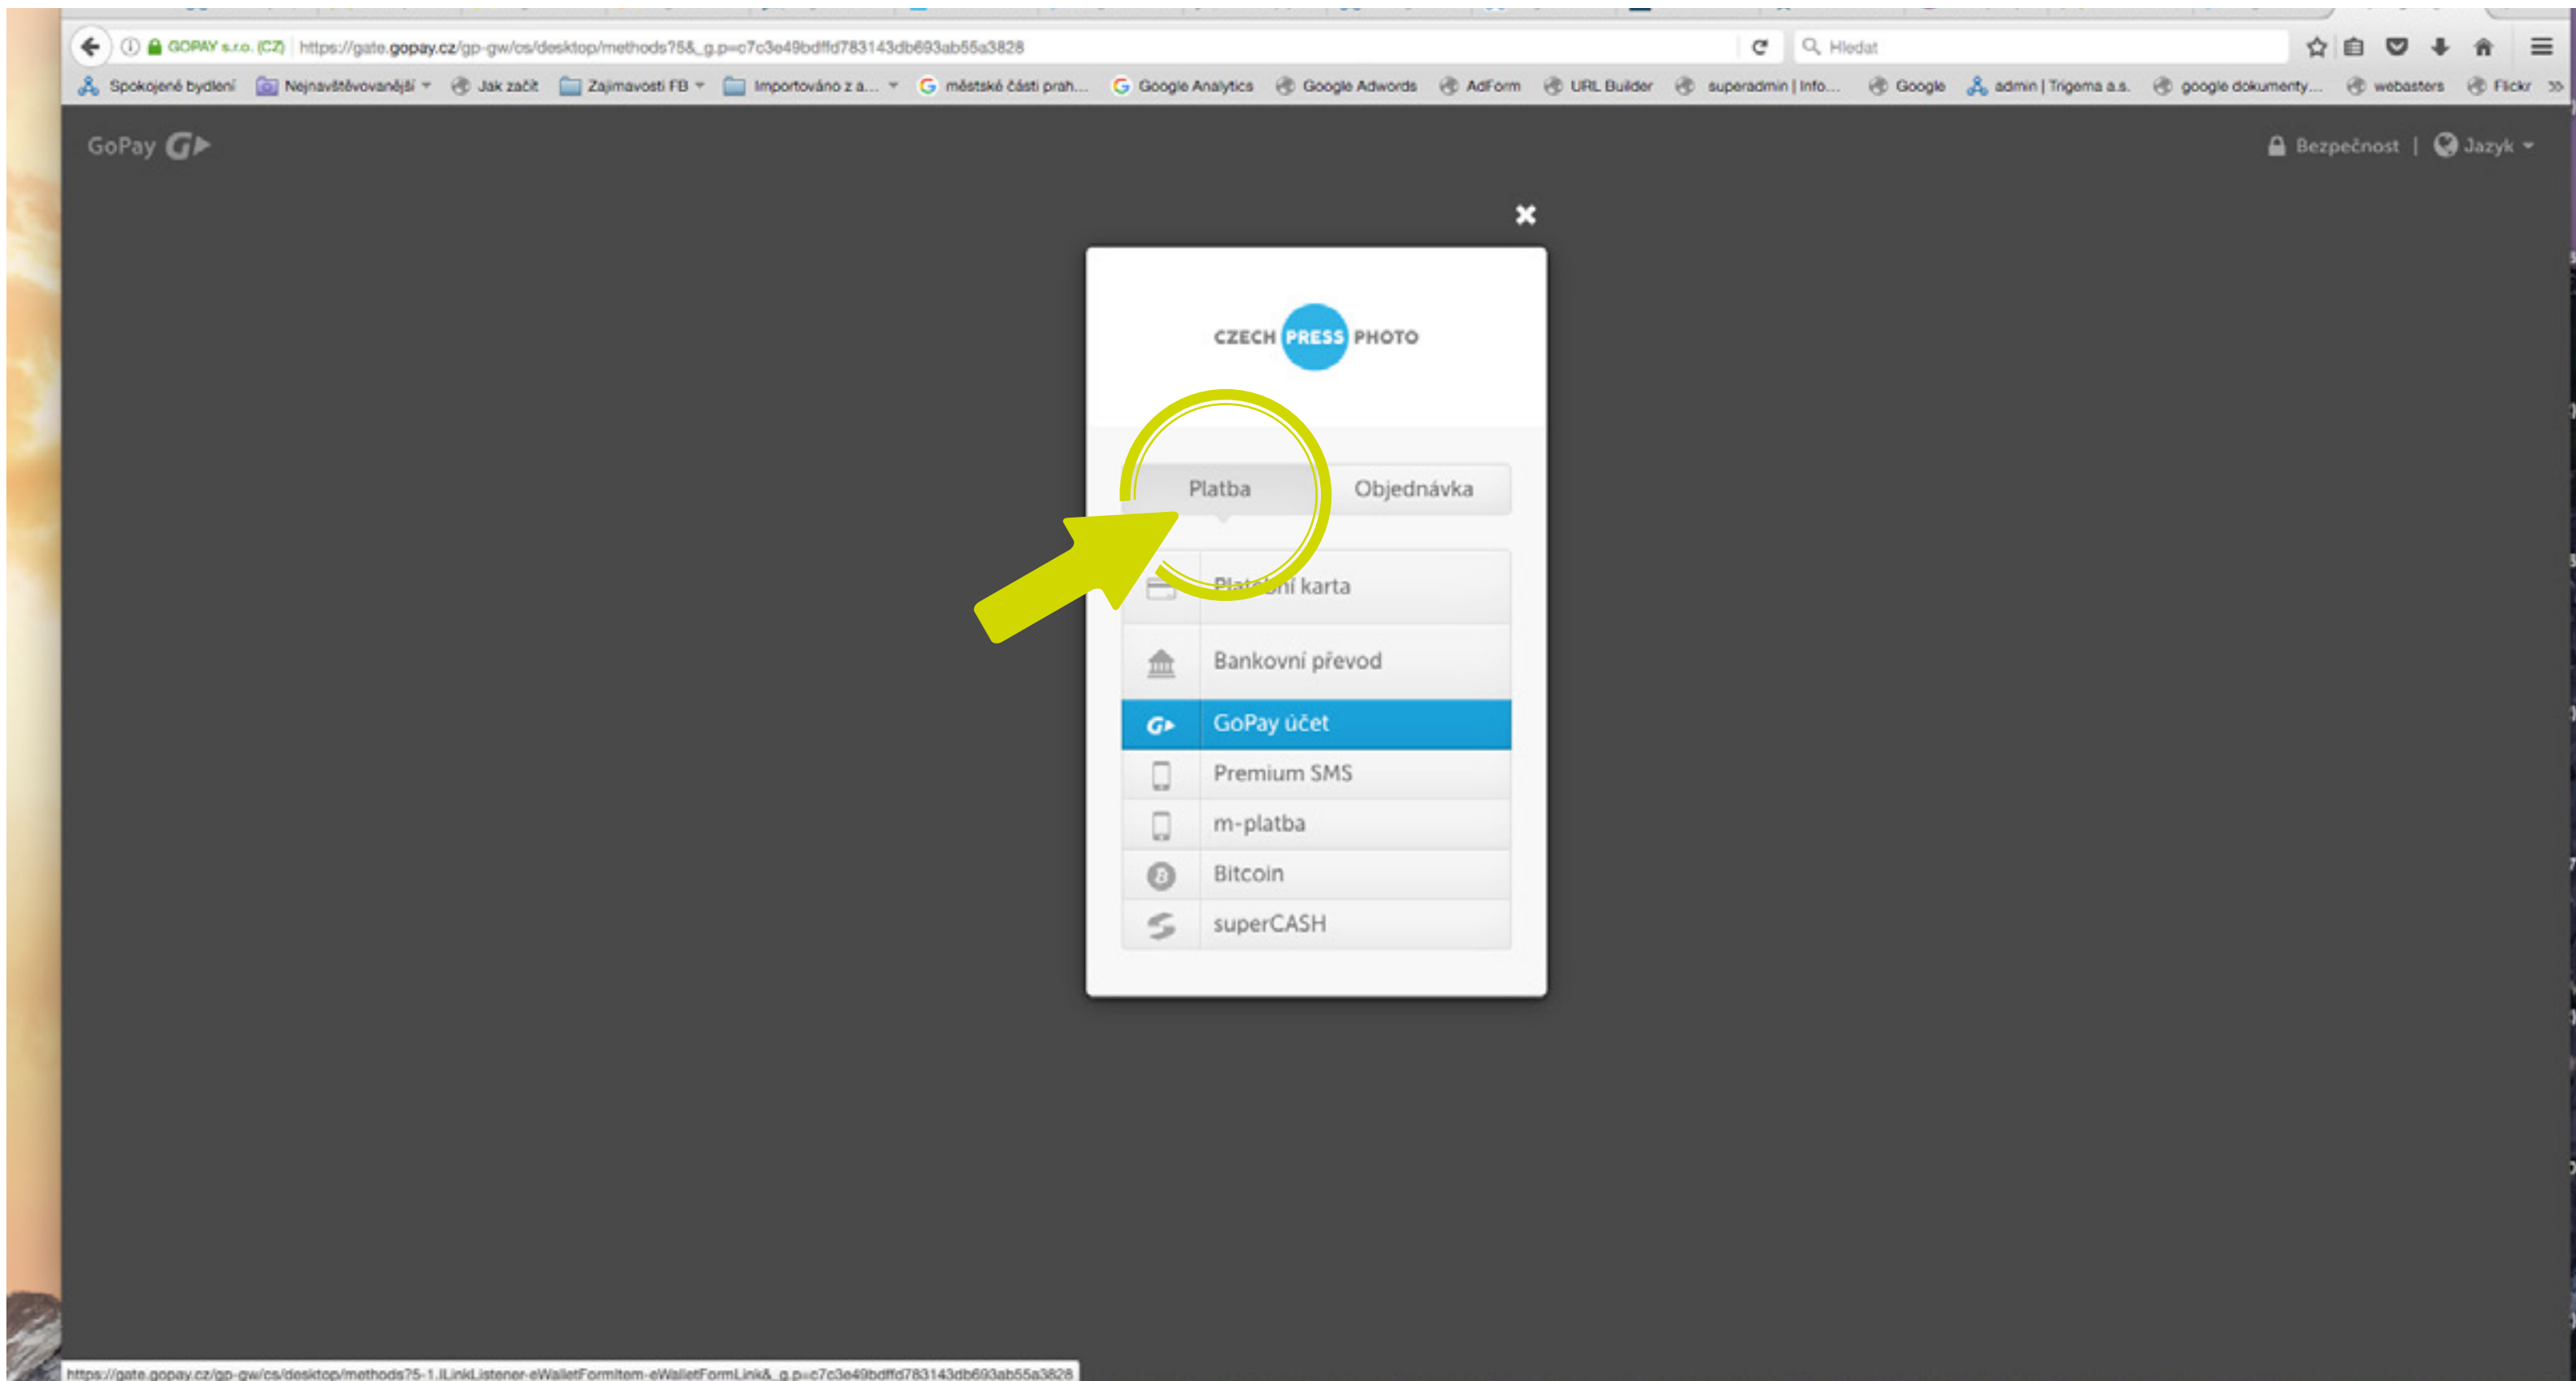 GOPAY s.r.o. (CZ) https://gate.gopay.cz/gp-gw/cs/desktop/methods?5&_g.p=c7c3e49bdffd783143db693ab55a3828 Hledat
Spokojené bydlení Nejnavštěvovanější Jak začít Zajímavosti FB Importováno z a... městské části prah... Google Analytics Google Adwords AdForm URL Builder superadmin | Info... Google admin | Trigema a.s. google dokumenty... webasters Flickr
GoPay Bezpečnost | Jazyk
CZECH PRESS PHOTO
Platba Objednávka
Platební karta
Bankovní převod
GoPay účet
Premium SMS
m-platba
Bitcoin
superCASH
https://gate.gopay.cz/gp-gw/cs/desktop/methods?5-1.ILinkListener-eWalletFormItem-eWalletFormLink&_g.p=c7c3e49bdffd783143db693ab55a3828